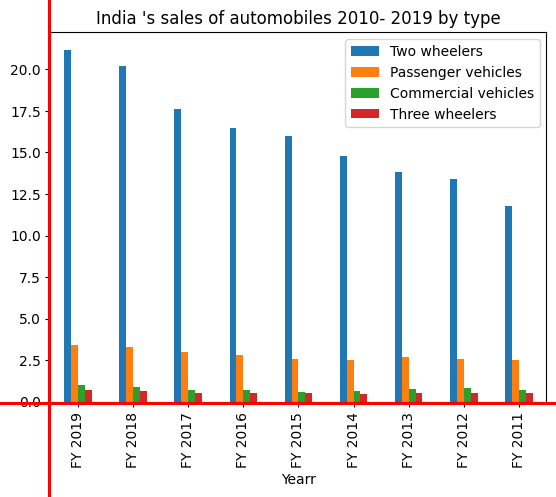 India 's sales of automobiles 2010- 2019 by type
Two wheelers
Passenger vehicles
Commercial vehicles
Three wheelers
20.0
17.5
15.0
12.5
10.0
7.5
5.0
2.5
0.0
FY 2019
FY 2018
FY 2017
FY 2016
FY 2015
FY 2014
FY 2013
FY 2012
FY 2011
Yearr